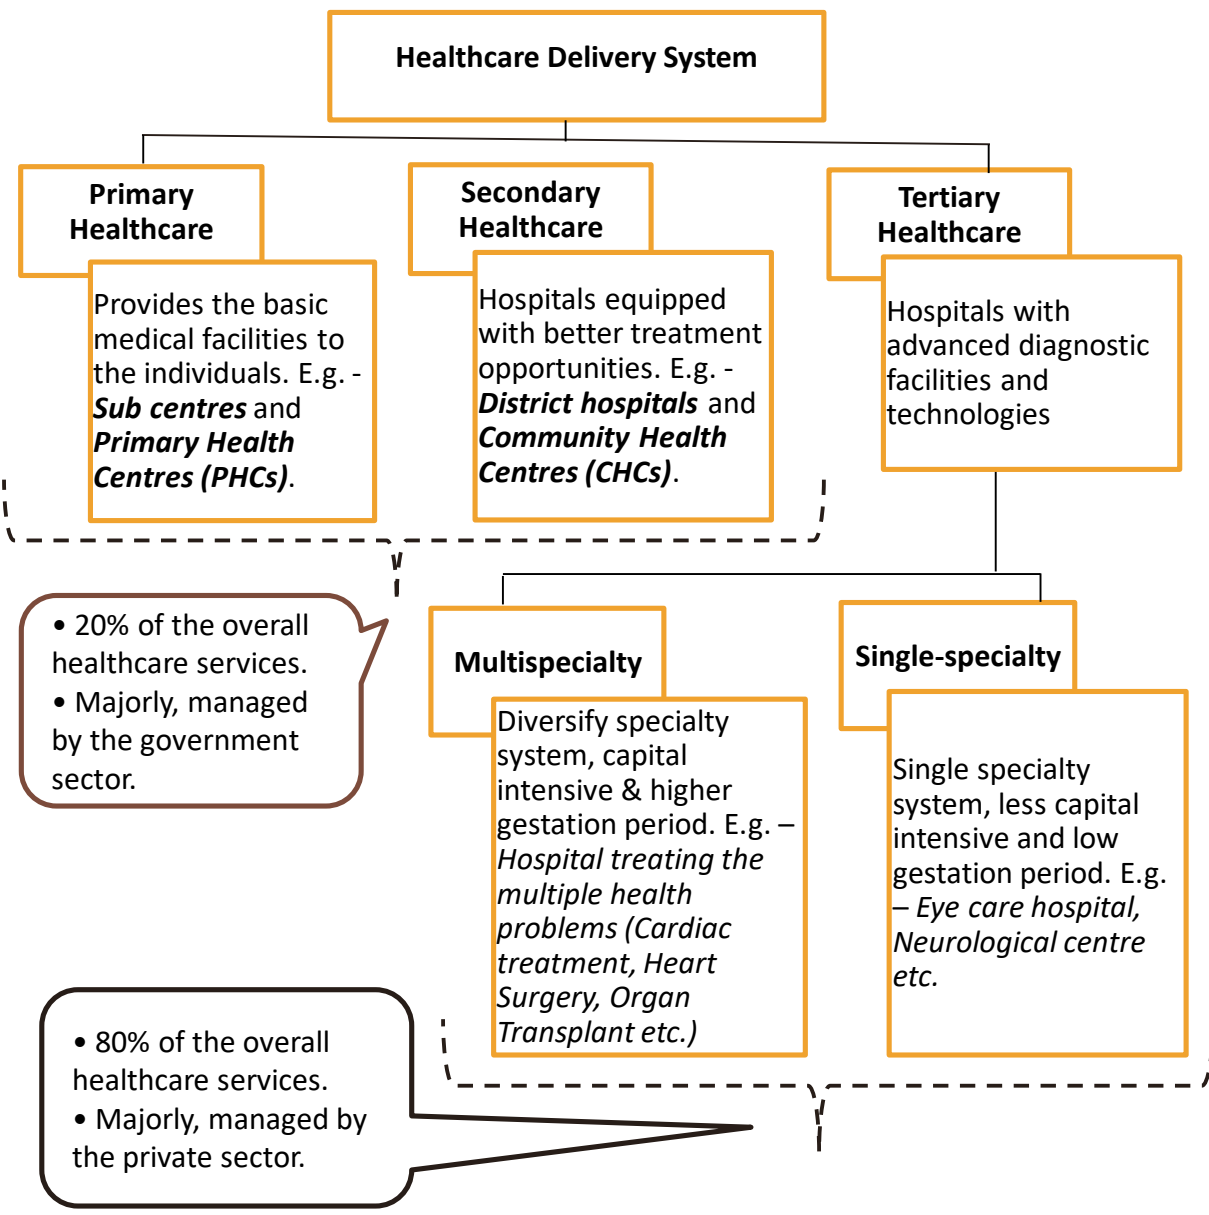 Healthcare Delivery System
Primary
Healthcare
Provides the basic
medical facilities to
the individuals. E.g. -
Sub centres and
Primary Health
Centres (PHCs).
Secondary
Healthcare
Hospitals equipped
with better treatment
opportunities. E.g. -
District hospitals and
Community Health
Centres (CHCs).
Tertiary
Healthcare
Hospitals with
advanced diagnostic
facilities and
technologies
• 20% of the overall
healthcare services.
• Majorly, managed
by the government
sector.
Multispecialty
Diversify specialty
system, capital
intensive & higher
gestation period. E.g. –
Hospital treating the
multiple health
problems (Cardiac
treatment, Heart
Surgery, Organ
Transplant etc.)
Single-specialty
Single specialty
system, less capital
intensive and low
gestation period. E.g.
– Eye care hospital,
Neurological centre
etc.
• 80% of the overall
healthcare services.
• Majorly, managed by
the private sector.